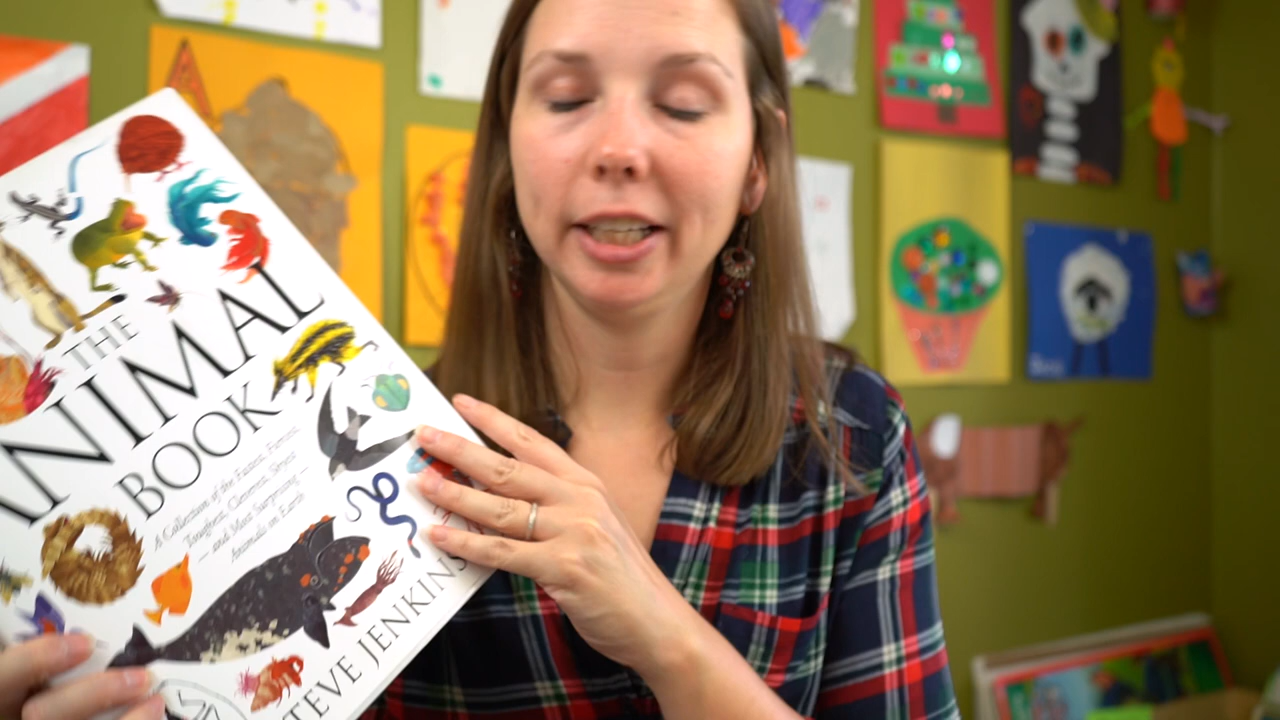 THE
ANIMAL
BOOK
A Collection of the Fastest, Fiercest,
Toughest, Cleverest, Shyest
— and Most Surprising —
Animals on Earth
STEVE JENKINS